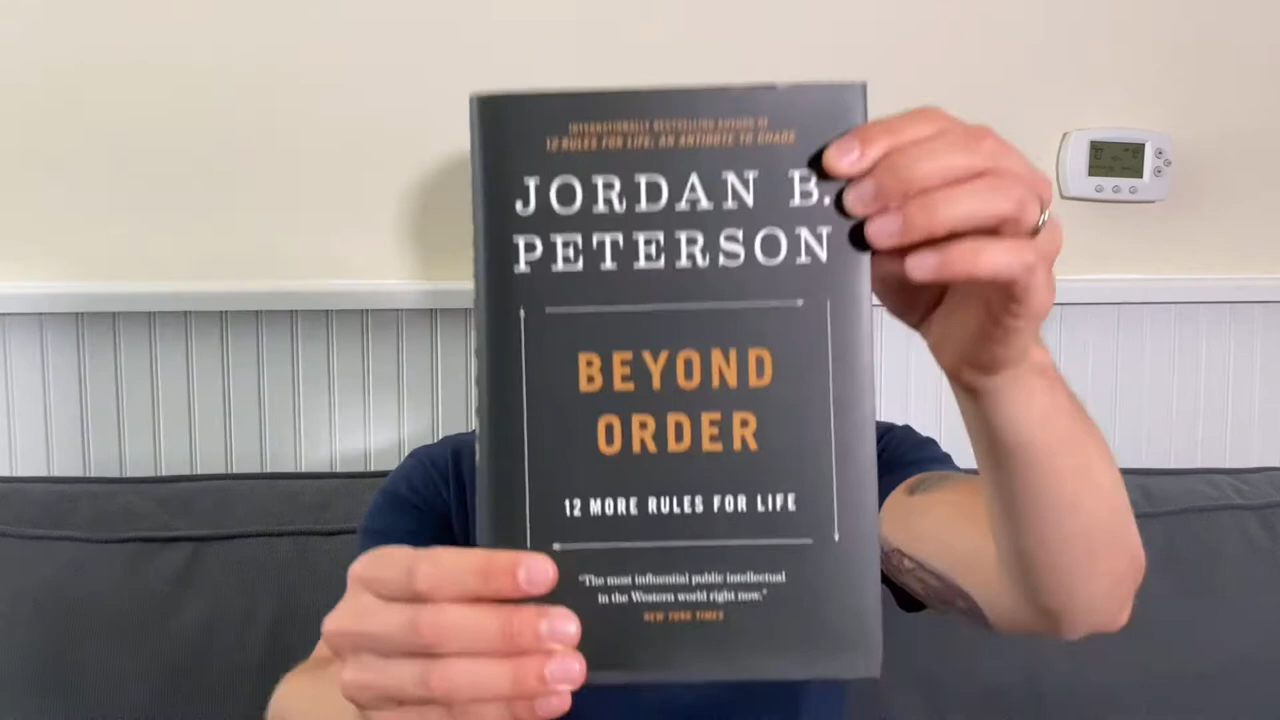 INTERNATIONALLY BESTSELLING AUTHOR OF
12 RULES FOR LIFE: AN ANTIDOTE TO CHAOS
JORDAN B.
PETERSON
BEYOND
ORDER
12 MORE RULES FOR LIFE
"The most influential public intellectual
in the Western world right now."
NEW YORK TIMES